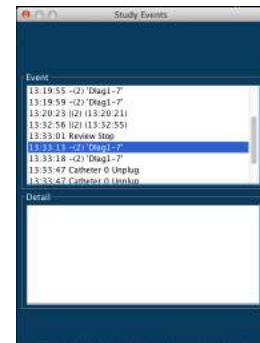 Study Events
Event
13:19:55 ~(2) 'Diag1-7'
13:19:59 ~(2) 'Diag1-7'
13:20:23 |(2) (13:20:21)
13:32:56 |(2) (13:32:55)
13:33:01 Review Stop
13:33:13 ~(2) 'Diag1-7'
13:33:18 ~(2) 'Diag1-7'
13:33:47 Catheter 0 Unplug
13:33:47 Catheter 0 Unplug
Detail